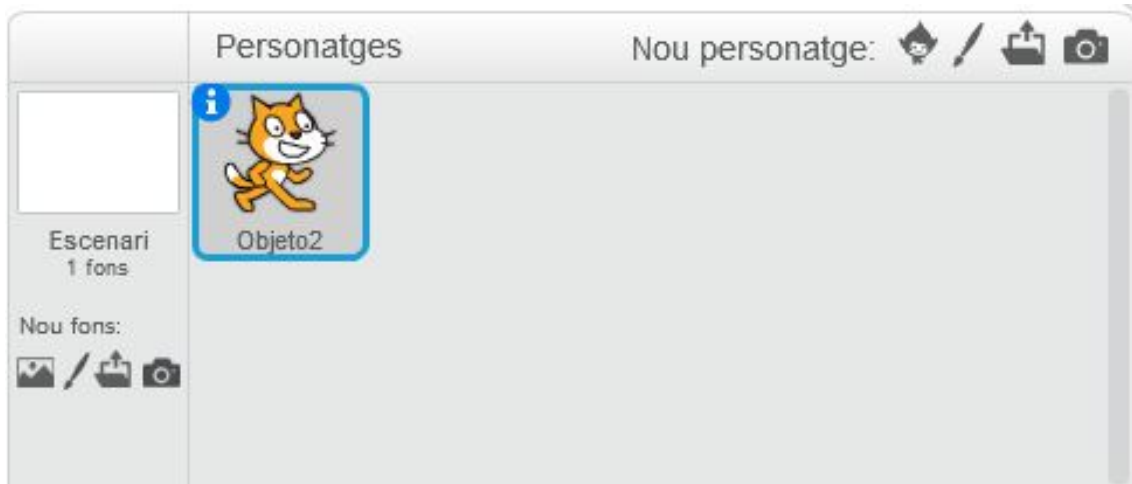 Personatges
Nou personatge:
Objeto2
Escenari
1 fons
Nou fons: